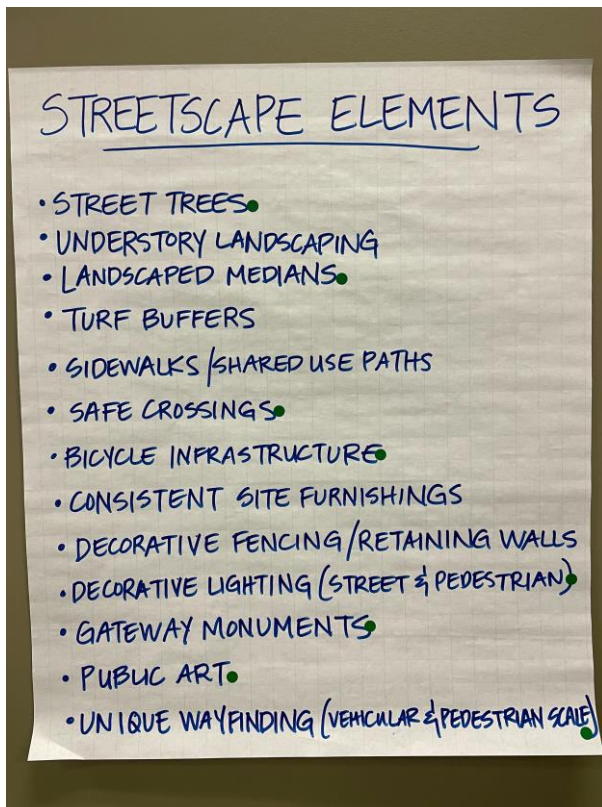 STREETSCAPE ELEMENTS
• STREET TREES
• UNDERSTORY LANDSCAPING
• LANDSCAPED MEDIANS
• TURF BUFFERS
• SIDEWALKS/SHARED USE PATHS
• SAFE CROSSINGS
• BICYCLE INFRASTRUCTURE
• CONSISTENT SITE FURNISHINGS
• DECORATIVE FENCING/RETAINING WALLS
• DECORATIVE LIGHTING (STREET & PEDESTRIAN)
• GATEWAY MONUMENTS
• PUBLIC ART
• UNIQUE WAYFINDING (VEHICULAR & PEDESTRIAN SCALE)